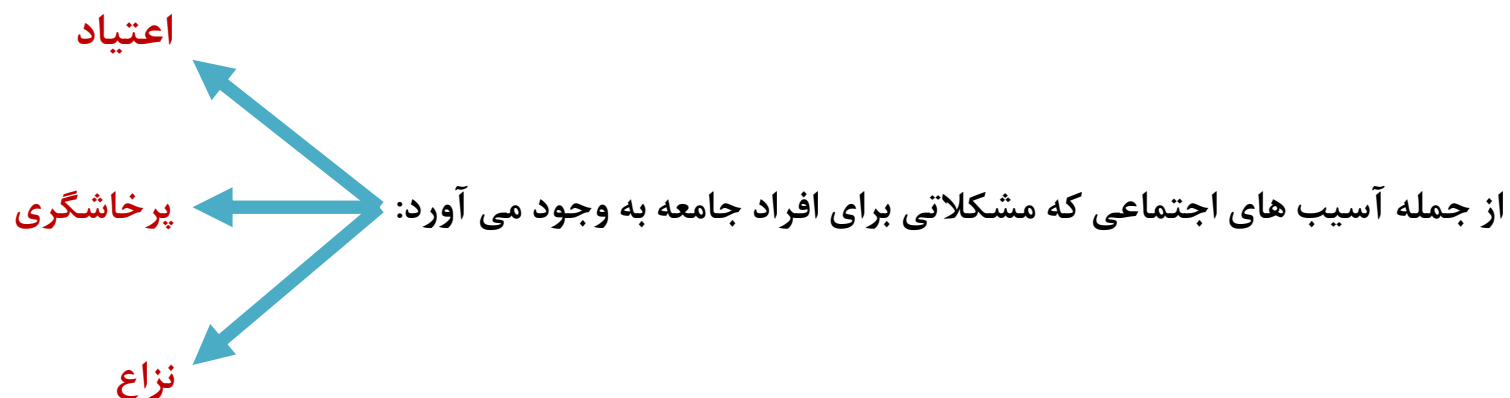 اعتیاد
از جمله آسیب های اجتماعی که مشکلاتی برای افراد جامعه به وجود می آورد:
پرخاشگری
نزاع